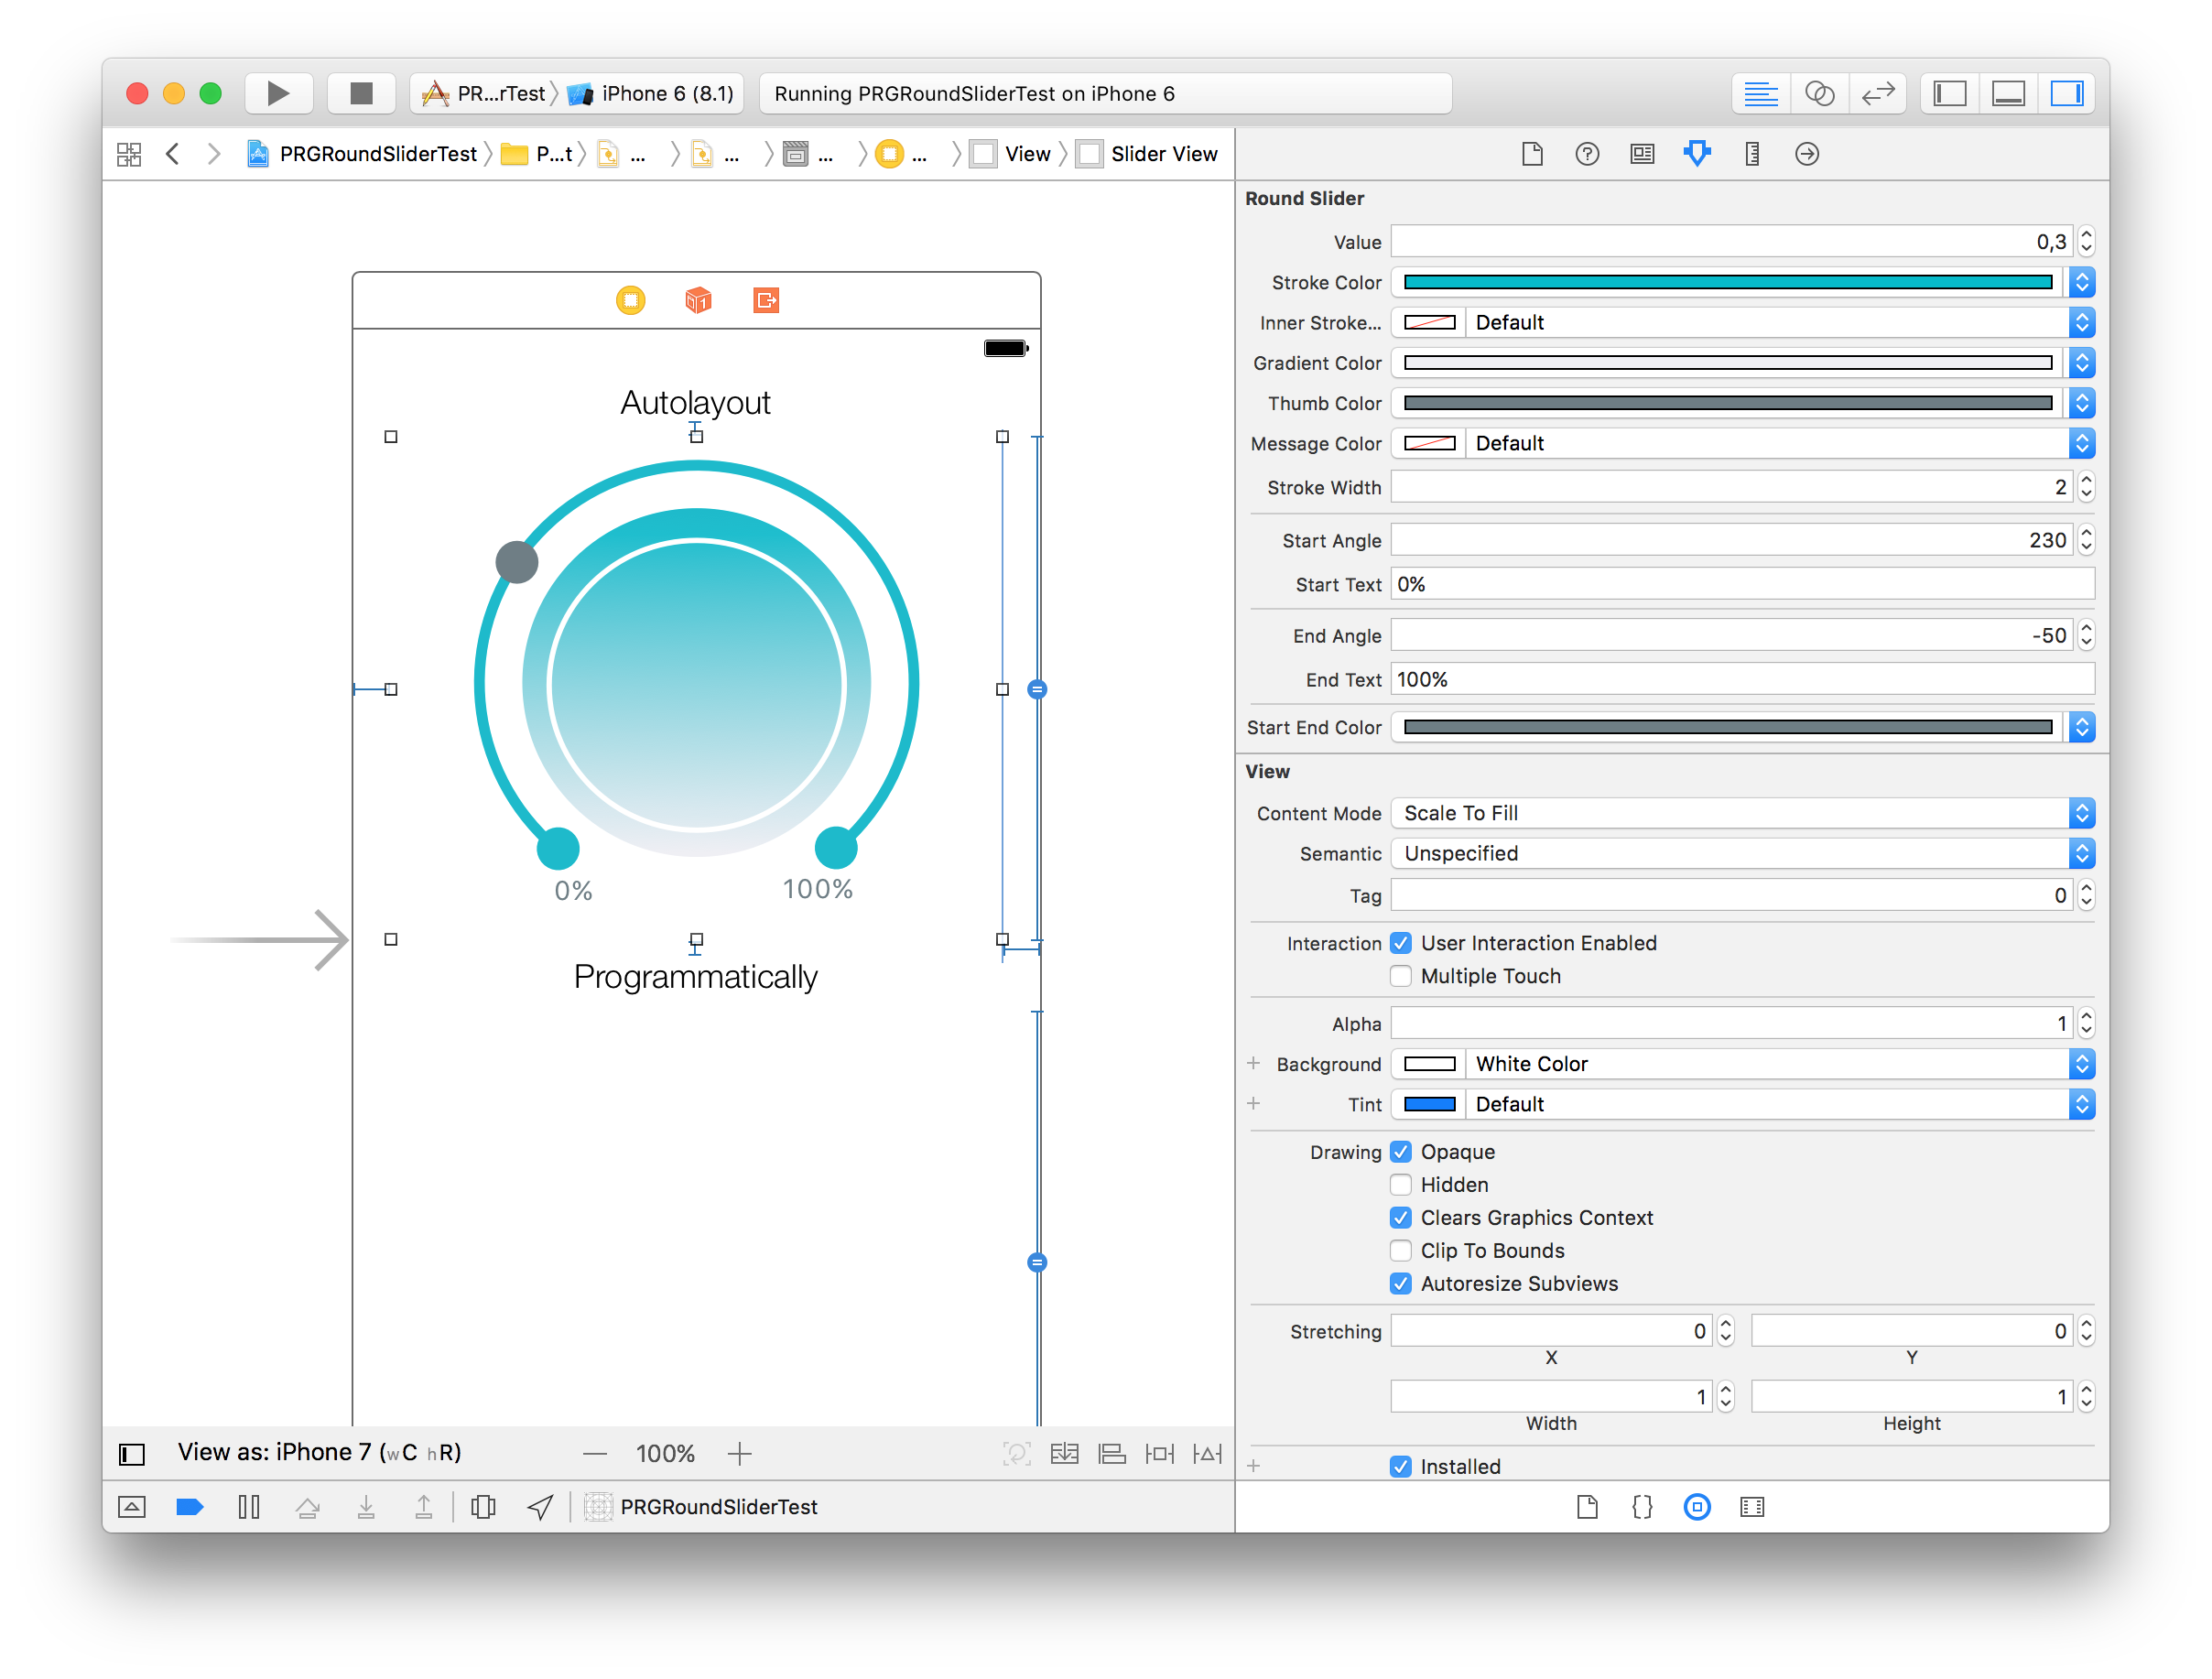 PR...rTest iPhone 6 (8.1) Running PRGRoundSliderTest on iPhone 6
PRGRoundSliderTest P...t ... ... ... ... View Slider View
Autolayout
0% 100%
Programmatically
View as: iPhone 7 (wC hR) 100%
PRGRoundSliderTest
Round Slider
Value 0,3
Stroke Color
Inner Stroke... Default
Gradient Color
Thumb Color
Message Color Default
Stroke Width 2
Start Angle 230
Start Text 0%
End Angle -50
End Text 100%
Start End Color
View
Content Mode Scale To Fill
Semantic Unspecified
Tag 0
Interaction User Interaction Enabled
Multiple Touch
Alpha 1
+ Background White Color
+ Tint Default
Drawing Opaque
Hidden
Clears Graphics Context
Clip To Bounds
Autoresize Subviews
Stretching 0 0
X Y
1 1
Width Height
+ Installed